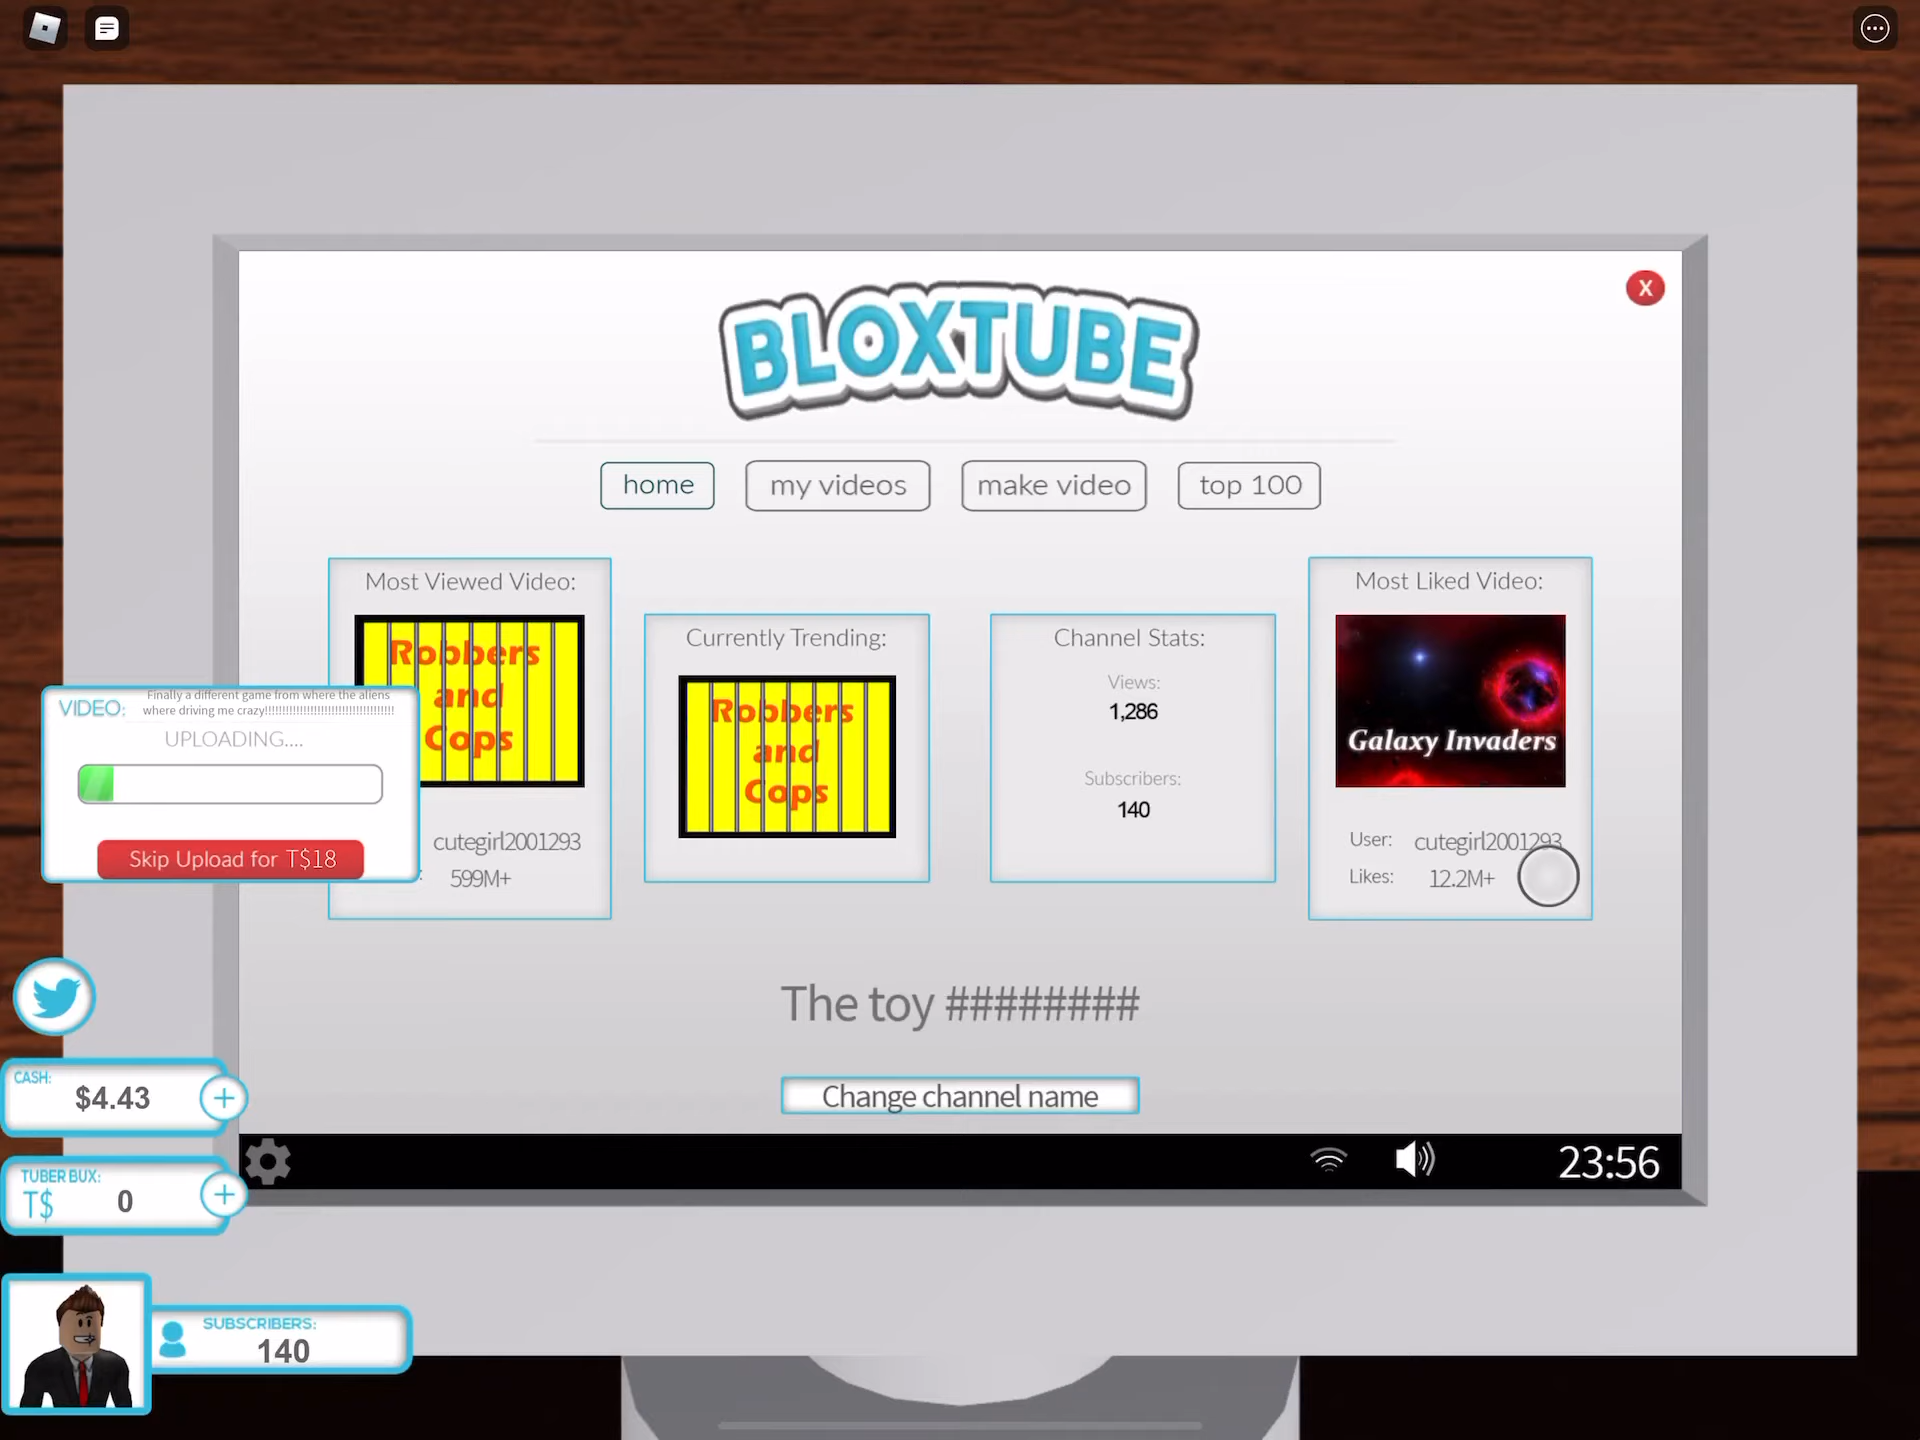 BLOXTUBE
X
home
my videos
make video
top 100
Most Viewed Video:
Robbers
and
Cops
cutegirl2001293
599M+
Currently Trending:
Robbers
and
Cops
Channel Stats:
Views:
1,286
Subscribers:
140
Most Liked Video:
Galaxy Invaders
User: cutegirl2001293
Likes: 12.2M+
VIDEO:
Finally a different game from where the aliens
where driving me crazy!!!!!!!!!!!!!!!!!!!!!!!!!!!!!!!!!!!!!
UPLOADING....
Skip Upload for T$18
The toy ########
Change channel name
23:56
CASH:
$4.43
+
TUBER BUX:
T$ 0
+
SUBSCRIBERS:
140